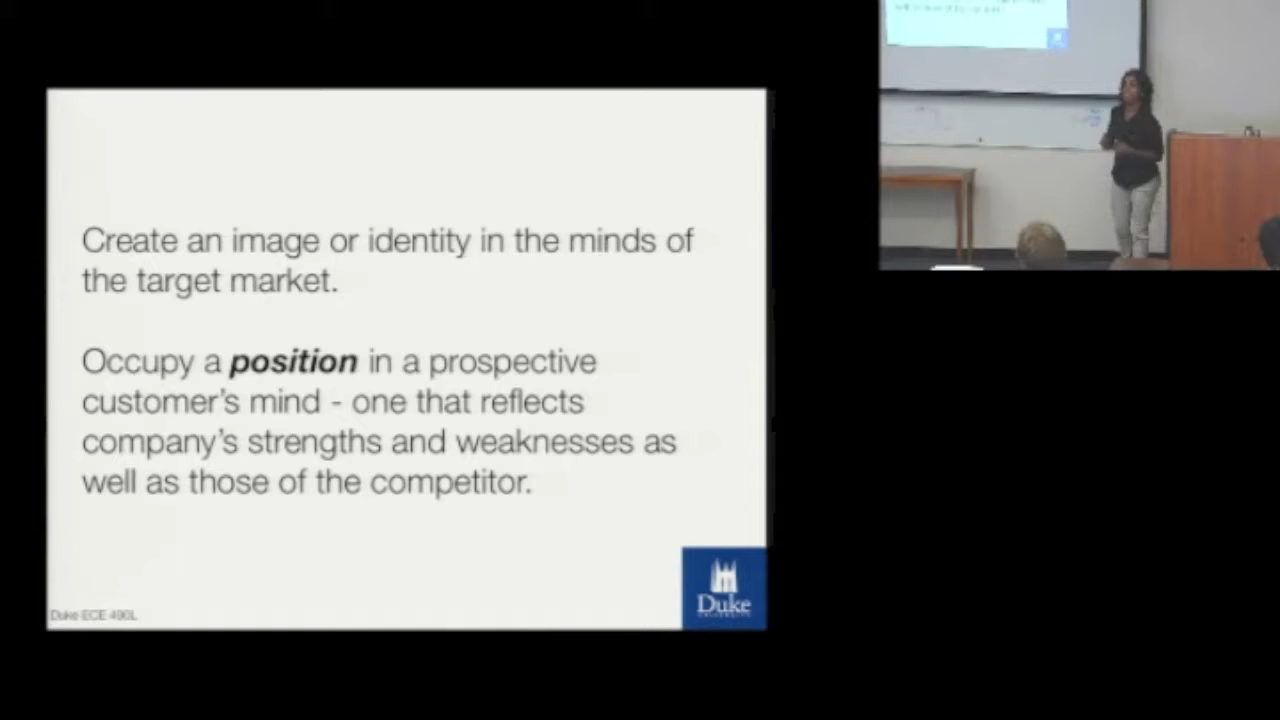 Create an image or identity in the minds of
the target market.
Occupy a position in a prospective
customer's mind - one that reflects
company's strengths and weaknesses as
well as those of the competitor.
Duke
UNIVERSITY
Duke ECE 490L